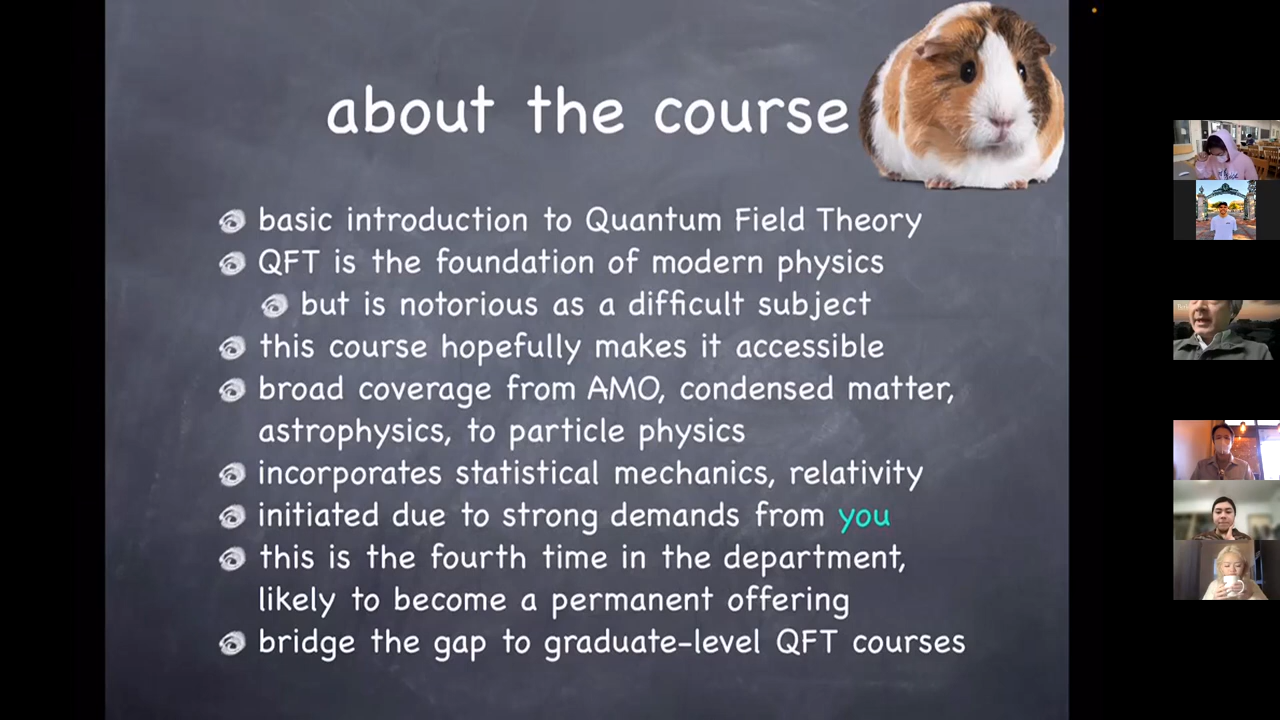 about the course
basic introduction to Quantum Field Theory
QFT is the foundation of modern physics
but is notorious as a difficult subject
this course hopefully makes it accessible
broad coverage from AMO, condensed matter,
astrophysics, to particle physics
incorporates statistical mechanics, relativity
initiated due to strong demands from you
this is the fourth time in the department,
likely to become a permanent offering
bridge the gap to graduate-level QFT courses